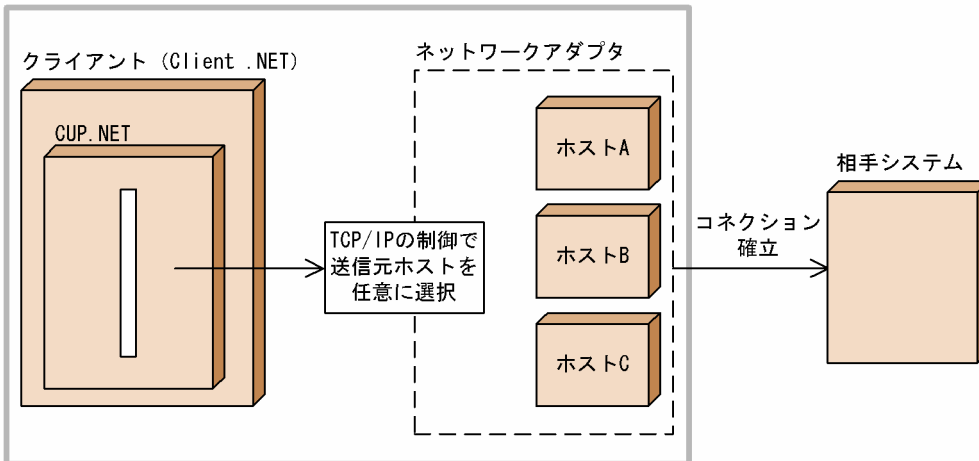 クライアント（Client .NET）
CUP.NET
ネットワークアダプタ
ホストA
ホストB
ホストC
TCP/IPの制御で
送信元ホストを
任意に選択
コネクション
確立
相手システム